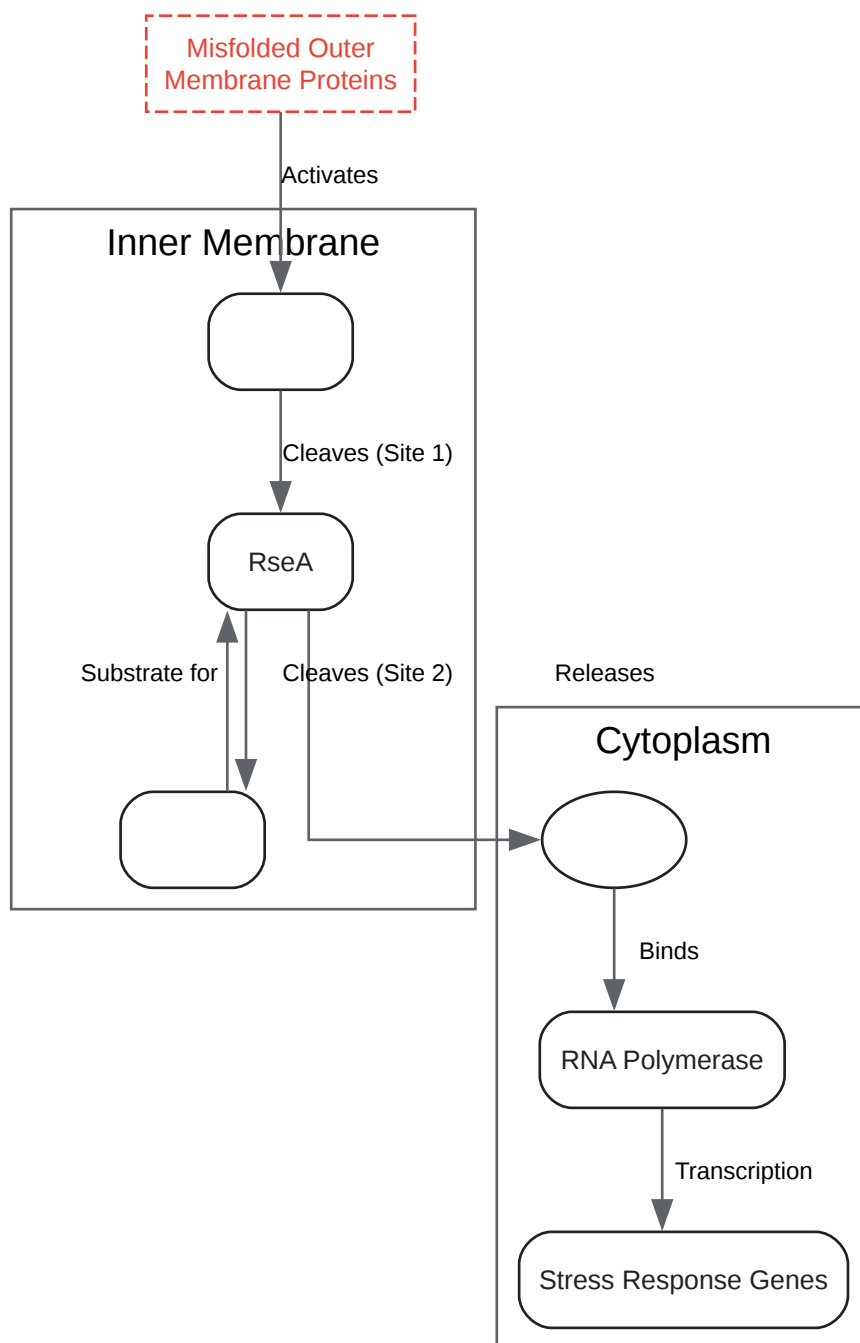 Misfolded Outer
Membrane Proteins
Activates
Inner Membrane
Cleaves (Site 1)
RseA
Substrate for
Cleaves (Site 2)
Releases
Cytoplasm
Binds
RNA Polymerase
Transcription
Stress Response Genes